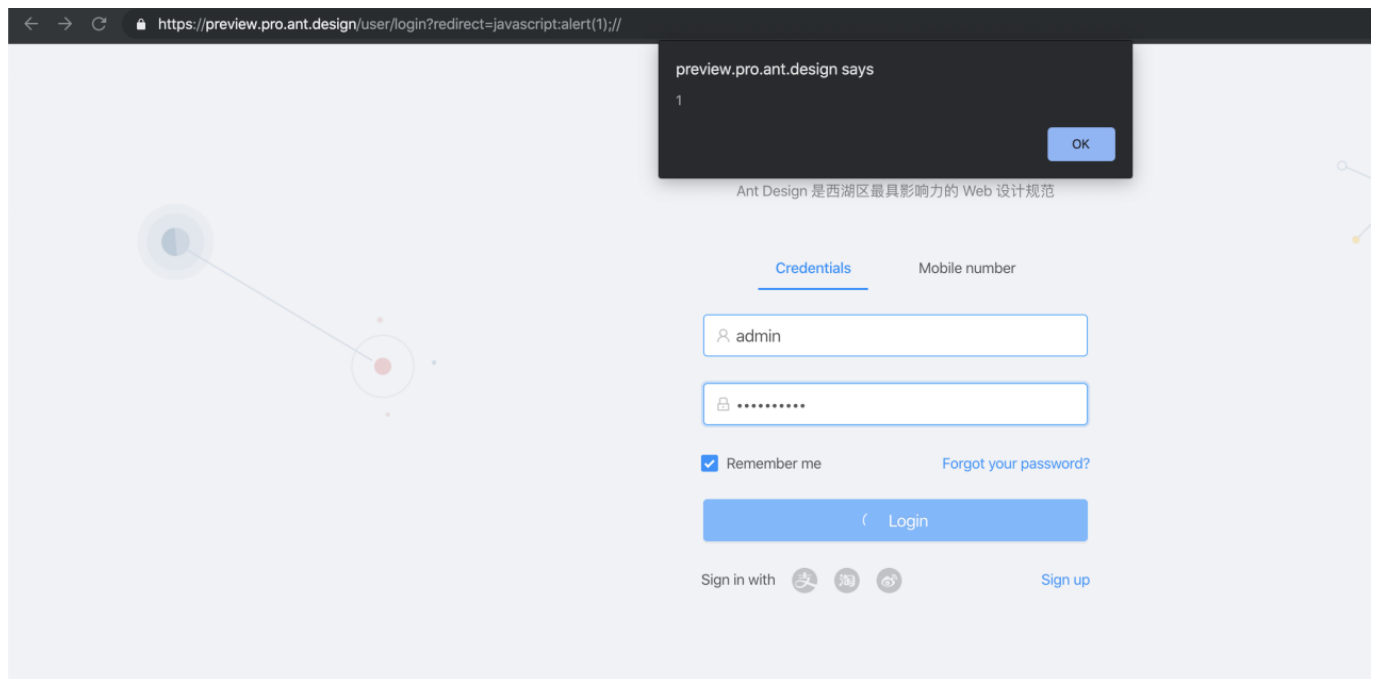 https://preview.pro.ant.design/user/login?redirect=javascript:alert(1);//
preview.pro.ant.design says
1
OK
Ant Design 是西湖区最具影响力的 Web 设计规范
Credentials Mobile number
admin
••••••••••
Remember me Forgot your password?
Login
Sign in with 支 淘 Sign up